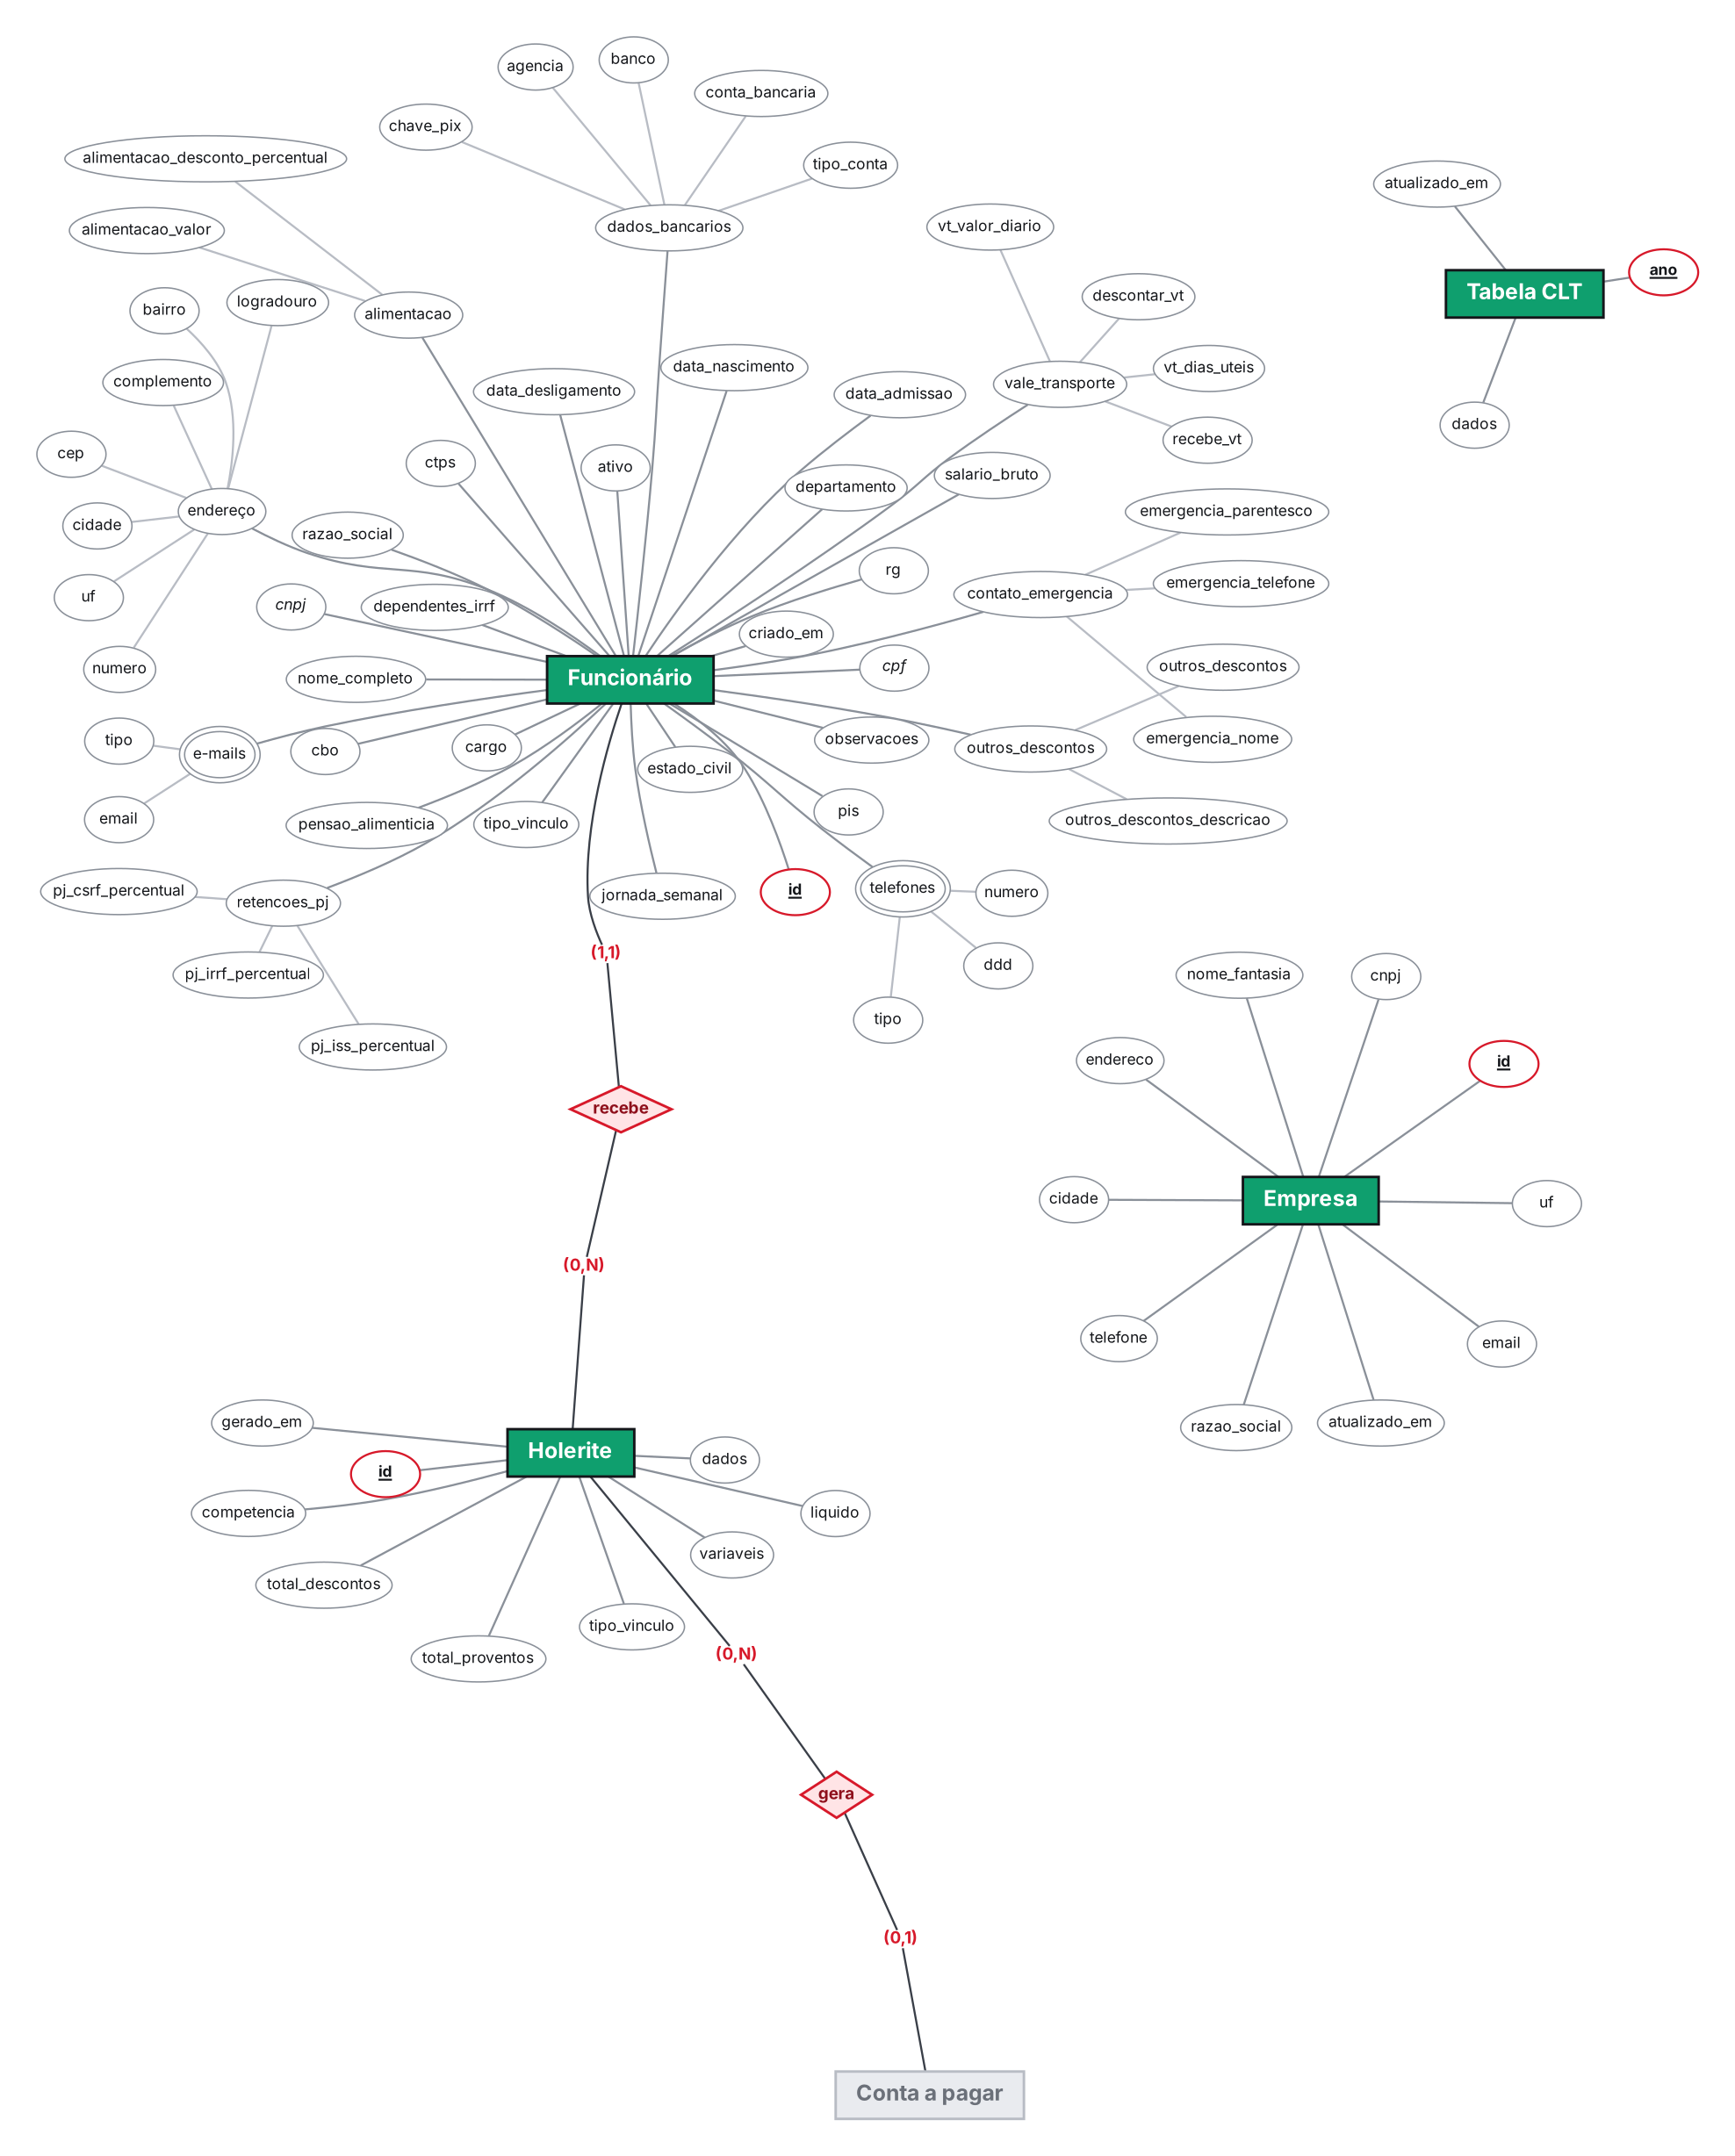 banco
agencia
conta_bancaria
chave_pix
alimentacao_desconto_percentual
tipo_conta
atualizado_em
dados_bancarios
vt_valor_diario
alimentacao_valor
ano
Tabela CLT
descontar_vt
logradouro
bairro
alimentacao
data_nascimento
vt_dias_uteis
complemento
vale_transporte
data_desligamento
data_admissao
dados
recebe_vt
cep
ctps
ativo
salario_bruto
departamento
endereço
emergencia_parentesco
cidade
razao_social
rg
emergencia_telefone
contato_emergencia
uf
cnpj
dependentes_irrf
criado_em
cpf
outros_descontos
numero
nome_completo
Funcionário
tipo
e-mails
cbo
cargo
observacoes
outros_descontos
emergencia_nome
estado_civil
email
pensao_alimenticia
tipo_vinculo
pis
outros_descontos_descricao
pj_csrf_percentual
retencoes_pj
jornada_semanal
id
telefones
numero
(1,1)
ddd
pj_irrf_percentual
nome_fantasia
cnpj
tipo
pj_iss_percentual
endereco
id
recebe
cidade
Empresa
uf
(0,N)
telefone
email
gerado_em
razao_social
atualizado_em
Holerite
dados
id
competencia
liquido
variaveis
total_descontos
tipo_vinculo
total_proventos
(0,N)
gera
(0,1)
Conta a pagar